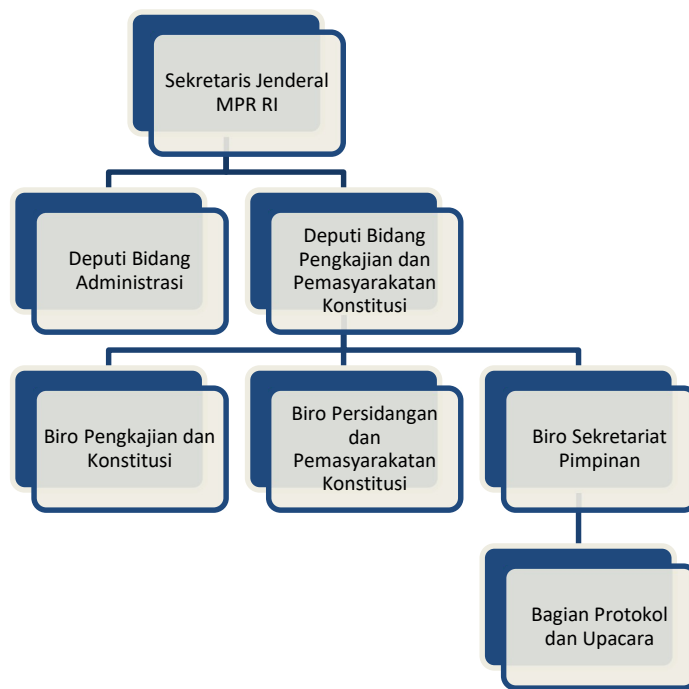 Sekretaris Jenderal
MPR RI
Deputi Bidang
Administrasi
Deputi Bidang
Pengkajian dan
Pemasyarakatan
Konstitusi
Biro Pengkajian dan
Konstitusi
Biro Persidangan
dan
Pemasyarakatan
Konstitusi
Biro Sekretariat
Pimpinan
Bagian Protokol
dan Upacara